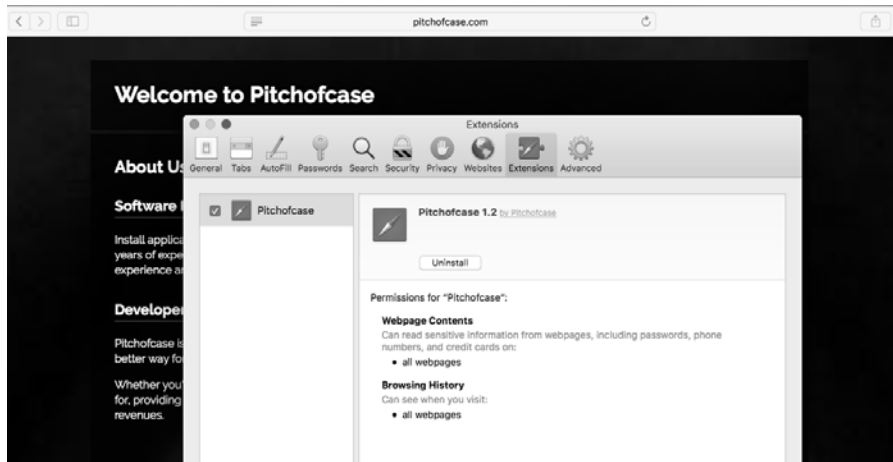 pitchofcase.com
Welcome to Pitchofcase
About Us
Software
Install applica
years of expe
experience a
Developer
Pitchofcase is
better way fo
Whether you'
for, providing
revenues.
Extensions
General Tabs AutoFill Passwords Search Security Privacy Websites Extensions Advanced
Pitchofcase
Pitchofcase 1.2 by Pitchofcase
Uninstall
Permissions for "Pitchofcase":
Webpage Contents
Can read sensitive information from webpages, including passwords, phone
numbers, and credit cards on:
• all webpages
Browsing History
Can see when you visit:
• all webpages